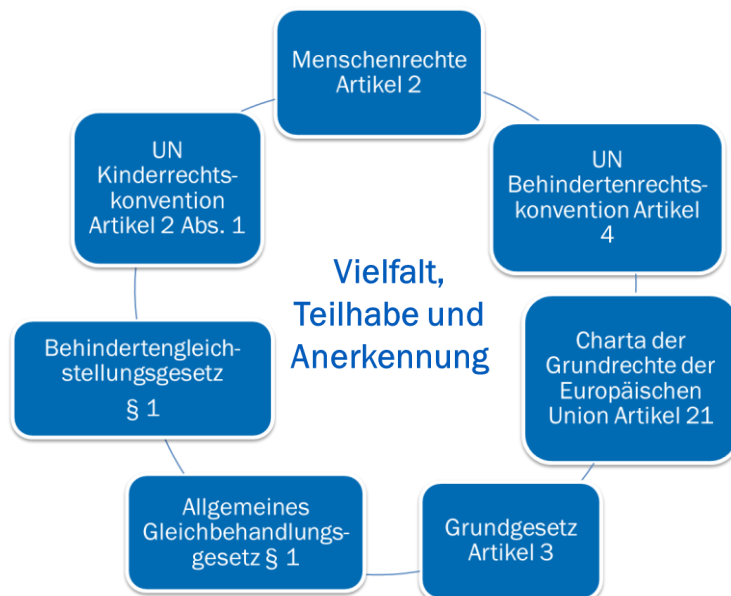 Menschenrechte
Artikel 2
UN
Behindertenrechts-
konvention Artikel
4
Charta der
Grundrechte der
Europäischen
Union Artikel 21
Grundgesetz
Artikel 3
Allgemeines
Gleichbehandlungs-
gesetz § 1
Behindertengleich-
stellungsgesetz
§ 1
UN
Kinderrechts-
konvention
Artikel 2 Abs. 1
Vielfalt,
Teilhabe und
Anerkennung